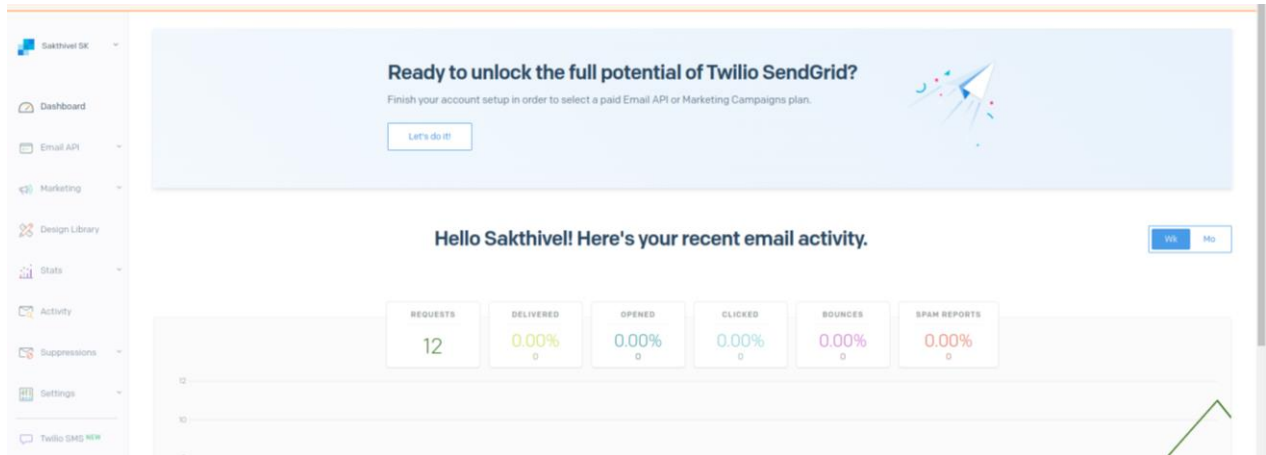 Sakthivel SK
Dashboard
Email API
Marketing
Design Library
Stats
Activity
Suppressions
Settings
Twilio SMS NEW
Ready to unlock the full potential of Twilio SendGrid?
Finish your account setup in order to select a paid Email API or Marketing Campaigns plan.
Let's do it!
Hello Sakthivel! Here's your recent email activity.
Wk Mo
REQUESTS DELIVERED OPENED CLICKED BOUNCES SPAM REPORTS
12 0.00% 0.00% 0.00% 0.00% 0.00%
0 0 0 0 0
12
10